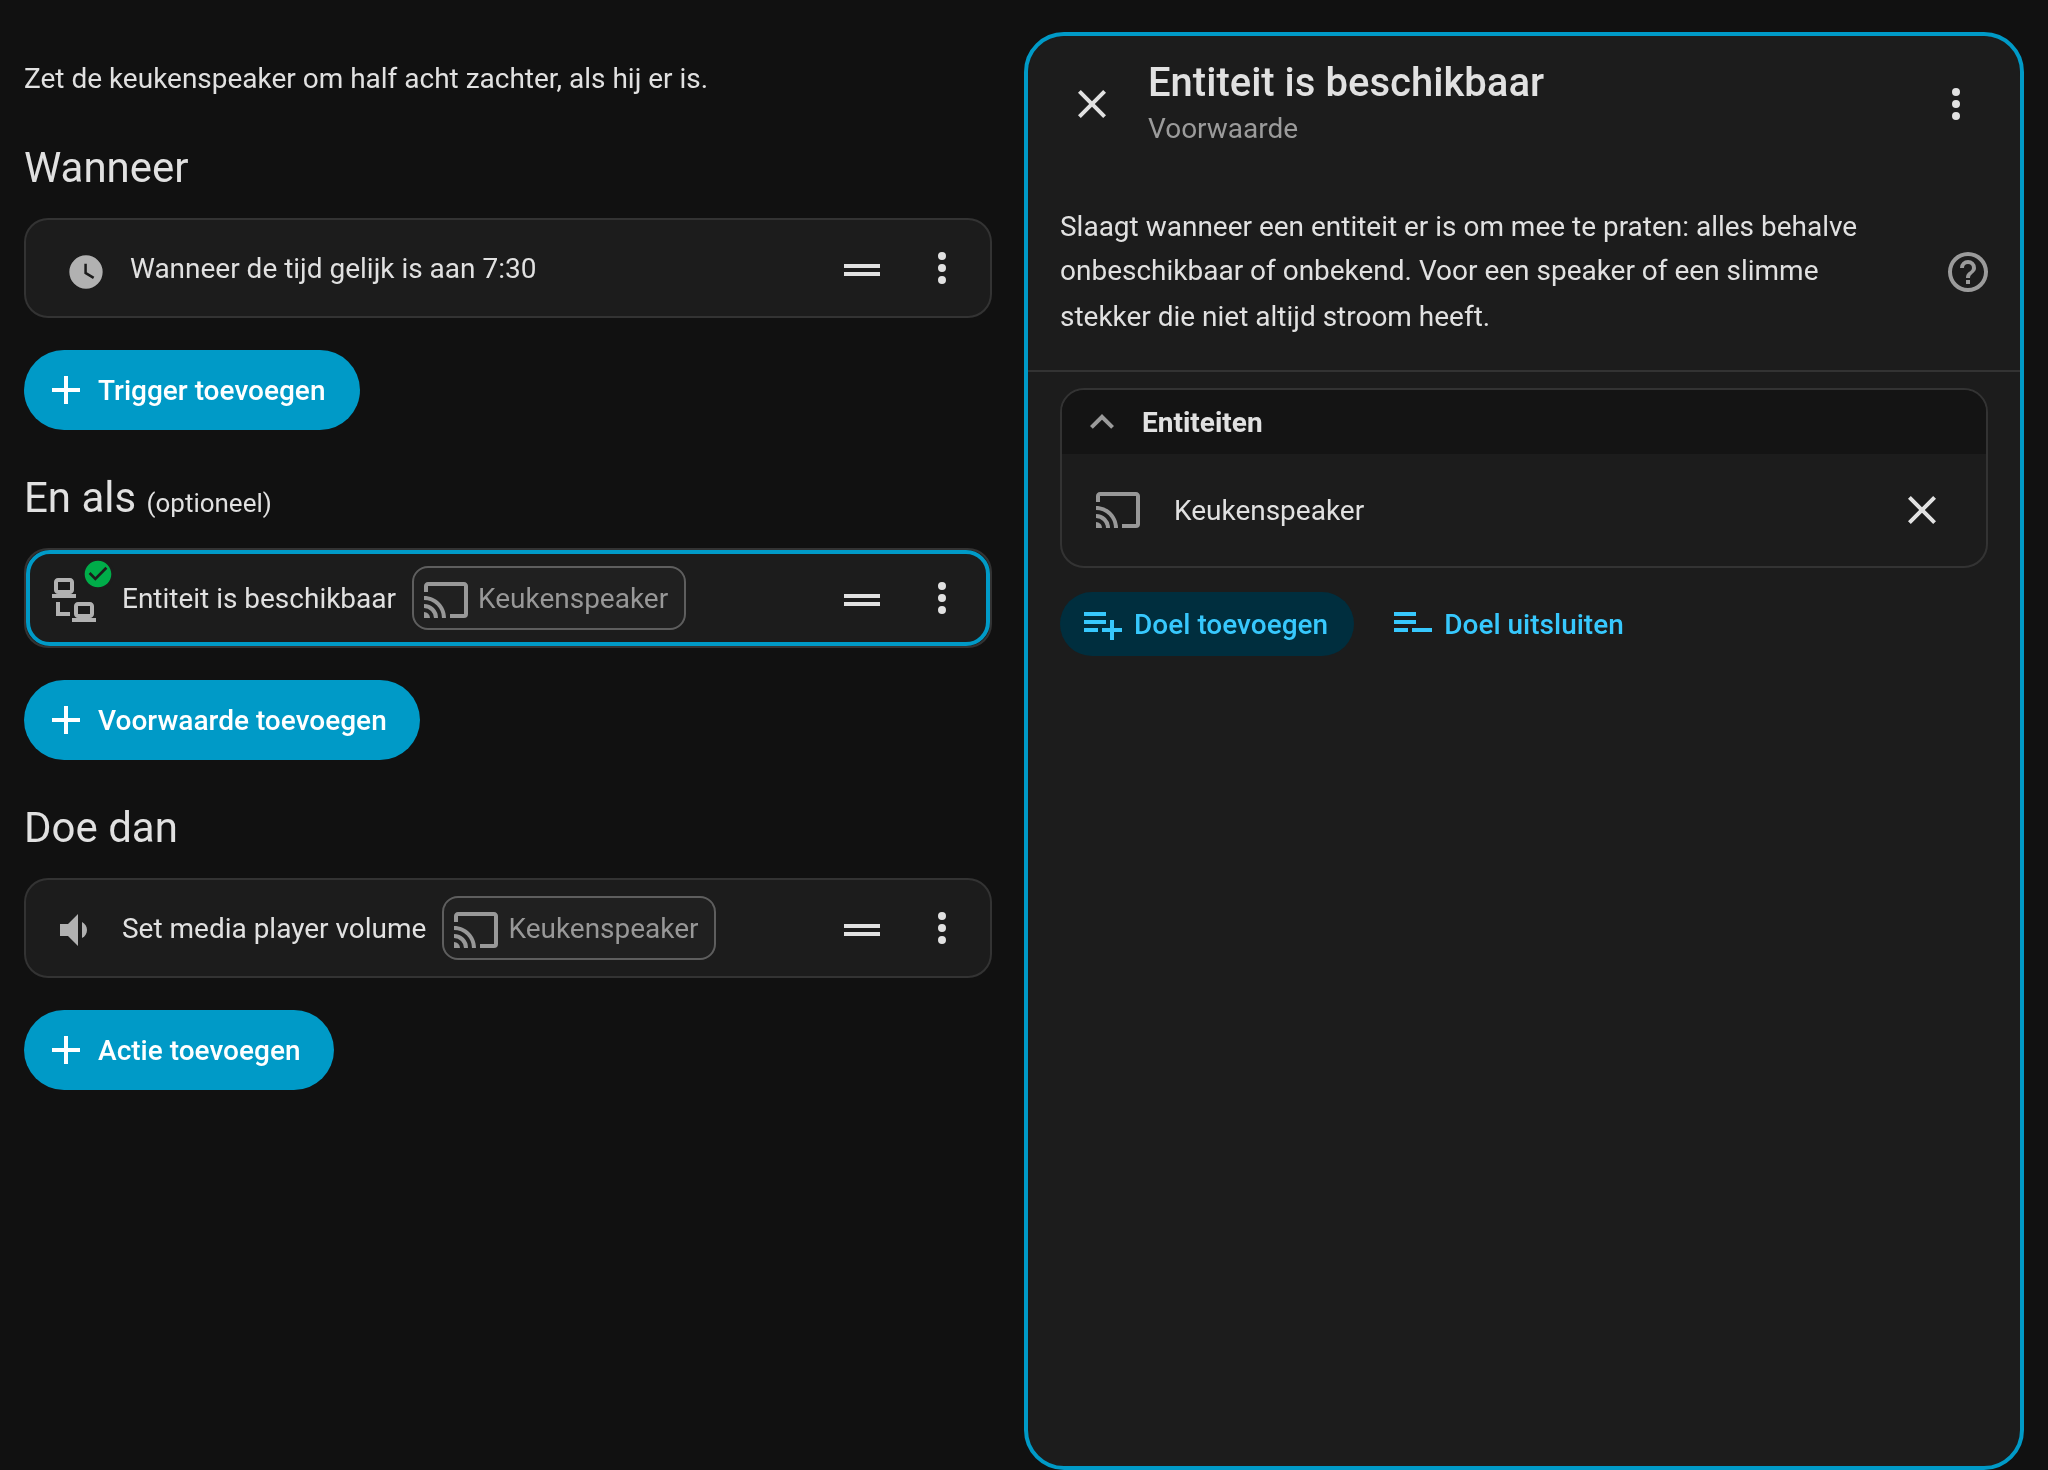 Zet de keukenspeaker om half acht zachter, als hij er is.
Wanneer
Wanneer de tijd gelijk is aan 7:30
Trigger toevoegen
En als (optioneel)
Entiteit is beschikbaar Keukenspeaker
Voorwaarde toevoegen
Doe dan
Set media player volume Keukenspeaker
Actie toevoegen
Entiteit is beschikbaar
Voorwaarde
Slaagt wanneer een entiteit er is om mee te praten: alles behalve
onbeschikbaar of onbekend. Voor een speaker of een slimme
stekker die niet altijd stroom heeft.
Entiteiten
Keukenspeaker
Doel toevoegen Doel uitsluiten